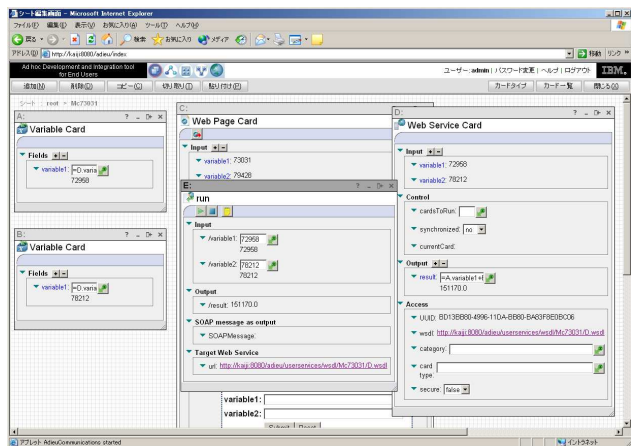 シート編集画面 - Microsoft Internet Explorer
ファイル(F) 編集(E) 表示(V) お気に入り(A) ツール(T) ヘルプ(H)
戻る 検索 お気に入り メディア
アドレス(D) http://kaiji:8080/adieu/index 移動 リンク
Ad hoc Development and Integration tool
for End Users
ユーザー: admin | パスワード変更 | ヘルプ | ログアウト IBM.
追加(N) 削除(D) コピー(C) 切り取り(T) 貼り付け(P) カードタイプ カード一覧 閉じる(X)
シート : root > Mc73031
A:
Variable Card
Fields
variable1: =D.varia
72958
B:
Variable Card
Fields
variable1: =D.varia
78212
C:
Web Page Card
Input
variable1: 73031
variable2: 79428
E:
run
Input
/variable1: 72958
72958
/variable2: 78212
78212
Output
/result: 151170.0
SOAP message as output
SOAPMessage:
Target Web Service
url: http://kaiji:8080/adieu/userservices/wsdl/Mc73031/D.wsdl
variable1:
variable2:
Submit Reset
D:
Web Service Card
Input
variable1: 72958
variable2: 78212
Control
cardsToRun:
synchronized: no
currentCard:
Output
result: =A.variable1+
151170.0
Access
UUID: BD13BB80-4996-11DA-BB80-BA83F8E0BC06
wsdl: http://kaiji:8080/adieu/userservices/wsdl/Mc73031/D.wsdl
category:
card
type:
secure: false
アプレット AdieuCommunications started
イントラネット